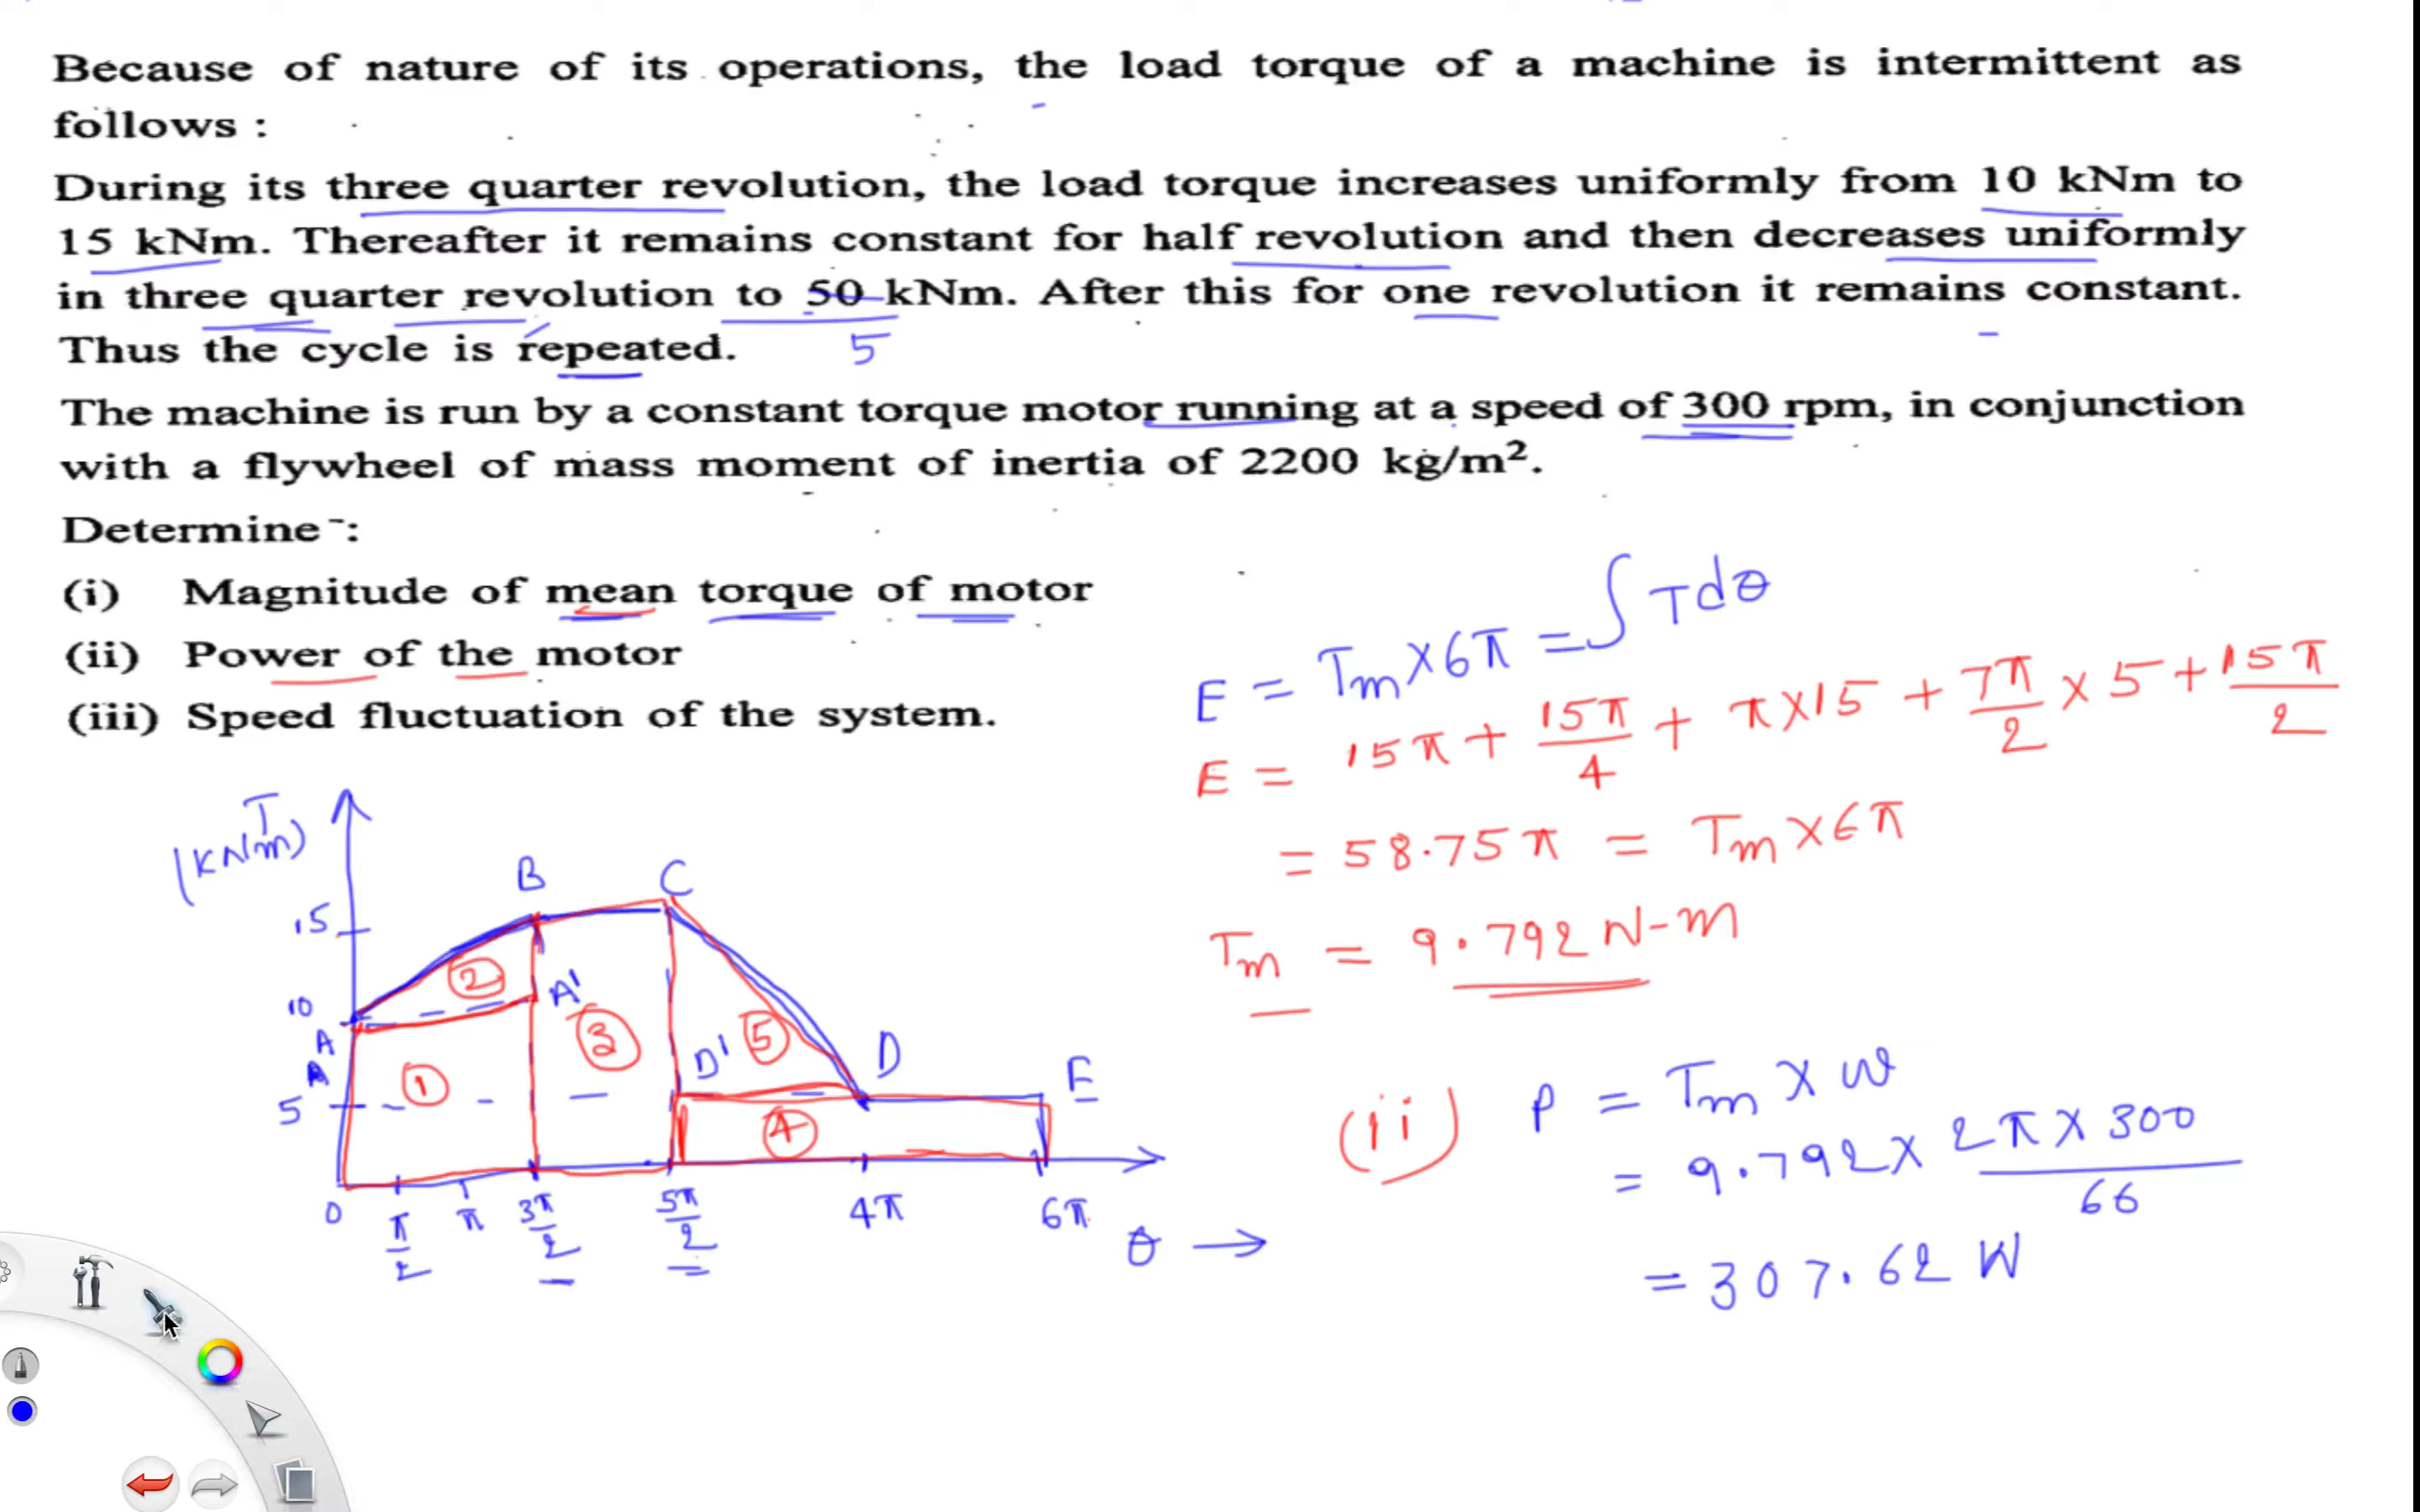 Because of nature of its operations, the load torque of a machine is intermittent as
follows :
During its three quarter revolution, the load torque increases uniformly from 10 kNm to
15 kNm. Thereafter it remains constant for half revolution and then decreases uniformly
in three quarter revolution to 50 kNm. After this for one revolution it remains constant.
Thus the cycle is repeated.
5
The machine is run by a constant torque motor running at a speed of 300 rpm, in conjunction
with a flywheel of mass moment of inertia of 2200 kg/m².
Determine :
(i) Magnitude of mean torque of motor
(ii) Power of the motor
(iii) Speed fluctuation of the system.
E = Tm × 6π = ∫ T dθ
E = 15π + 15π/4 + π×15 + 7π/2 × 5 + 15π/2
= 58.75 π = Tm × 6π
Tm = 9.792 N-m
(ii) P = Tm × ω
= 9.792 × 2π × 300 / 60
= 307.62 W
T
(kNm)
B C
15
2 A'
10
A 3 5 D' D E
1
5
4
0 π/2 π 3π/2 5π/2 4π 6π
θ →